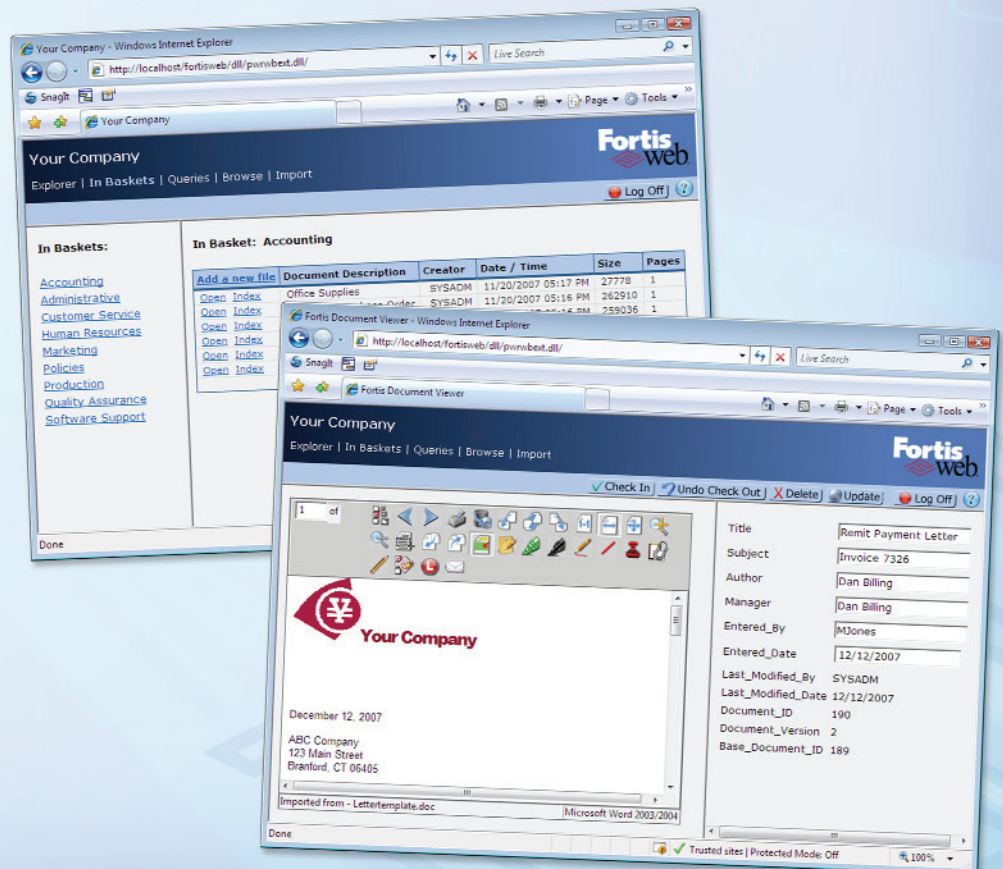 Your Company - Windows Internet Explorer
http://localhost/fortisweb/dll/pwrwbext.dll/
Live Search
SnagIt
Your Company
Page
Tools
Your Company
Explorer | In Baskets | Queries | Browse | Import
Fortis
web
Log Off
In Baskets:
Accounting
Administrative
Customer Service
Human Resources
Marketing
Policies
Production
Quality Assurance
Software Support
In Basket: Accounting
Add a new file Document Description Creator Date / Time Size Pages
Open Index Office Supplies SYSADM 11/20/2007 05:17 PM 27778 1
Open Index Order SYSADM 11/20/2007 05:16 PM 262910 1
Open Index 05:16 PM 259036 1
Open Index
Open Index
Open Index
Done
Fortis Document Viewer - Windows Internet Explorer
http://localhost/fortisweb/dll/pwrwbext.dll/
Live Search
SnagIt
Fortis Document Viewer
Page
Tools
Your Company
Explorer | In Baskets | Queries | Browse | Import
Fortis
web
Check In
Undo Check Out
Delete
Update
Log Off
1 of
Your Company
December 12, 2007
ABC Company
123 Main Street
Branford, CT 06405
Imported from - Lettertemplate.doc
Microsoft Word 2003/2004
Title Remit Payment Letter
Subject Invoice 7326
Author Dan Billing
Manager Dan Billing
Entered_By MJones
Entered_Date 12/12/2007
Last_Modified_By SYSADM
Last_Modified_Date 12/12/2007
Document_ID 190
Document_Version 2
Base_Document_ID 189
Done
Trusted sites | Protected Mode: Off
100%